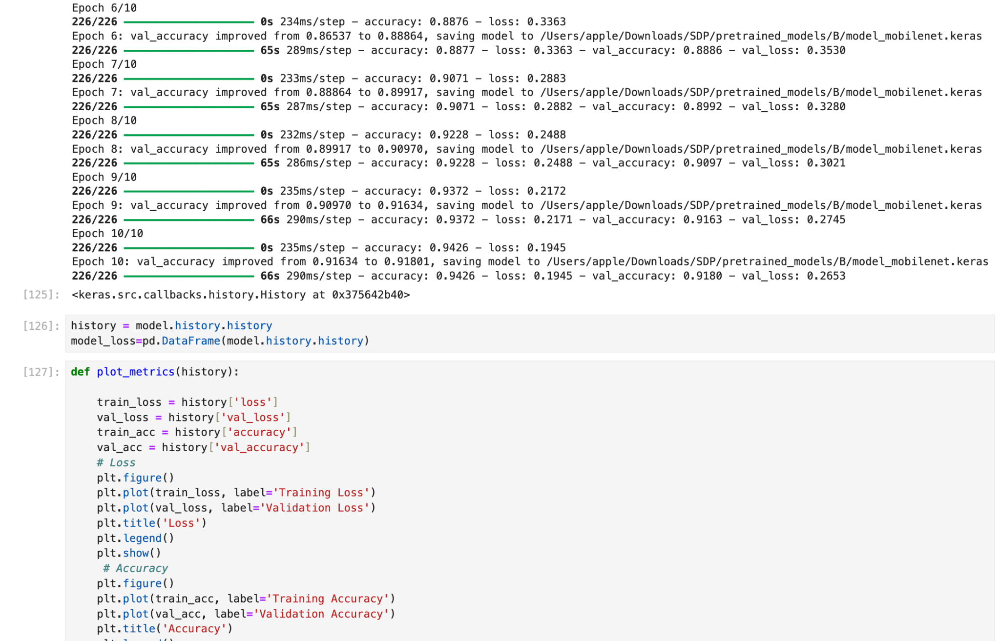 Epoch 6/10
226/226 ━━━━━━━━━━━━━━━━━━━━ 0s 234ms/step - accuracy: 0.8876 - loss: 0.3363
Epoch 6: val_accuracy improved from 0.86537 to 0.88864, saving model to /Users/apple/Downloads/SDP/pretrained_models/B/model_mobilenet.keras
226/226 ━━━━━━━━━━━━━━━━━━━━ 65s 289ms/step - accuracy: 0.8877 - loss: 0.3363 - val_accuracy: 0.8886 - val_loss: 0.3530
Epoch 7/10
226/226 ━━━━━━━━━━━━━━━━━━━━ 0s 233ms/step - accuracy: 0.9071 - loss: 0.2883
Epoch 7: val_accuracy improved from 0.88864 to 0.89917, saving model to /Users/apple/Downloads/SDP/pretrained_models/B/model_mobilenet.keras
226/226 ━━━━━━━━━━━━━━━━━━━━ 65s 287ms/step - accuracy: 0.9071 - loss: 0.2882 - val_accuracy: 0.8992 - val_loss: 0.3280
Epoch 8/10
226/226 ━━━━━━━━━━━━━━━━━━━━ 0s 232ms/step - accuracy: 0.9228 - loss: 0.2488
Epoch 8: val_accuracy improved from 0.89917 to 0.90970, saving model to /Users/apple/Downloads/SDP/pretrained_models/B/model_mobilenet.keras
226/226 ━━━━━━━━━━━━━━━━━━━━ 65s 286ms/step - accuracy: 0.9228 - loss: 0.2488 - val_accuracy: 0.9097 - val_loss: 0.3021
Epoch 9/10
226/226 ━━━━━━━━━━━━━━━━━━━━ 0s 235ms/step - accuracy: 0.9372 - loss: 0.2172
Epoch 9: val_accuracy improved from 0.90970 to 0.91634, saving model to /Users/apple/Downloads/SDP/pretrained_models/B/model_mobilenet.keras
226/226 ━━━━━━━━━━━━━━━━━━━━ 66s 290ms/step - accuracy: 0.9372 - loss: 0.2171 - val_accuracy: 0.9163 - val_loss: 0.2745
Epoch 10/10
226/226 ━━━━━━━━━━━━━━━━━━━━ 0s 235ms/step - accuracy: 0.9426 - loss: 0.1945
Epoch 10: val_accuracy improved from 0.91634 to 0.91801, saving model to /Users/apple/Downloads/SDP/pretrained_models/B/model_mobilenet.keras
226/226 ━━━━━━━━━━━━━━━━━━━━ 66s 290ms/step - accuracy: 0.9426 - loss: 0.1945 - val_accuracy: 0.9180 - val_loss: 0.2653
[125]: <keras.src.callbacks.history.History at 0x375642b40>
[126]: history = model.history.history
model_loss=pd.DataFrame(model.history.history)
[127]: def plot_metrics(history):
train_loss = history['loss']
val_loss = history['val_loss']
train_acc = history['accuracy']
val_acc = history['val_accuracy']
# Loss
plt.figure()
plt.plot(train_loss, label='Training Loss')
plt.plot(val_loss, label='Validation Loss')
plt.title('Loss')
plt.legend()
plt.show()
# Accuracy
plt.figure()
plt.plot(train_acc, label='Training Accuracy')
plt.plot(val_acc, label='Validation Accuracy')
plt.title('Accuracy')